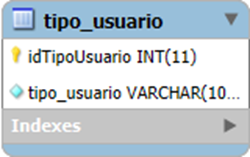 tipo_usuario
idTipoUsuario INT(11)
tipo_usuario VARCHAR(10...
Indexes